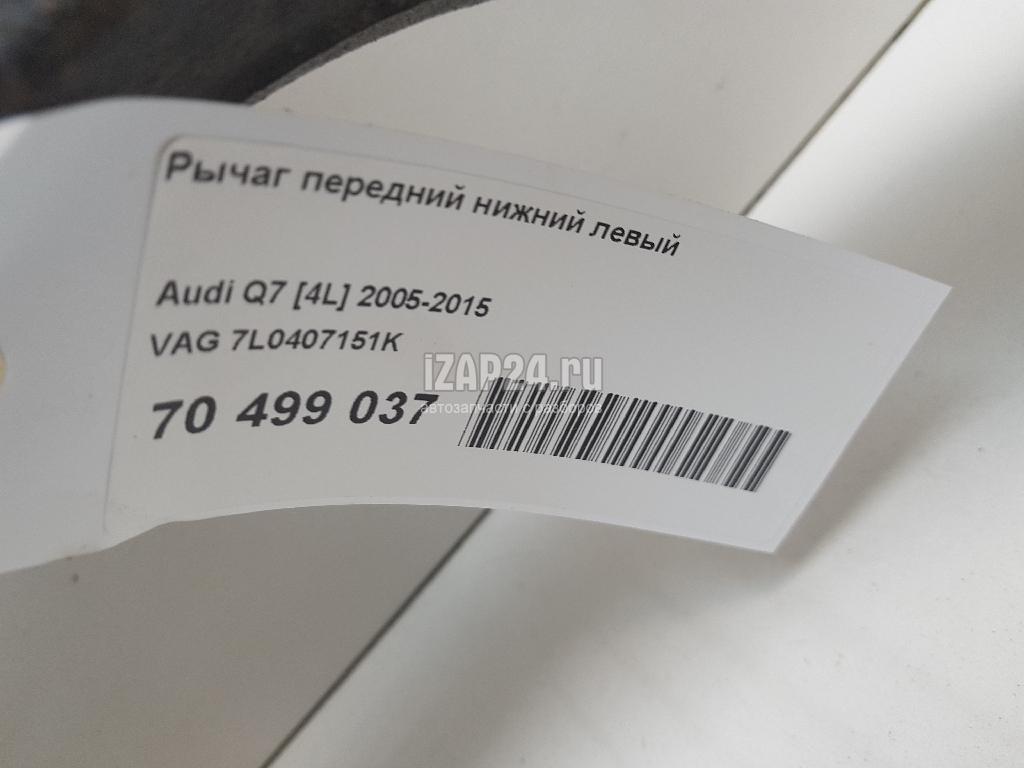 Рычаг передний нижний левый
Audi Q7 [4L] 2005-2015
VAG 7L0407151K
iZAP24.ru
70 499 037
автозапчасти с разборов